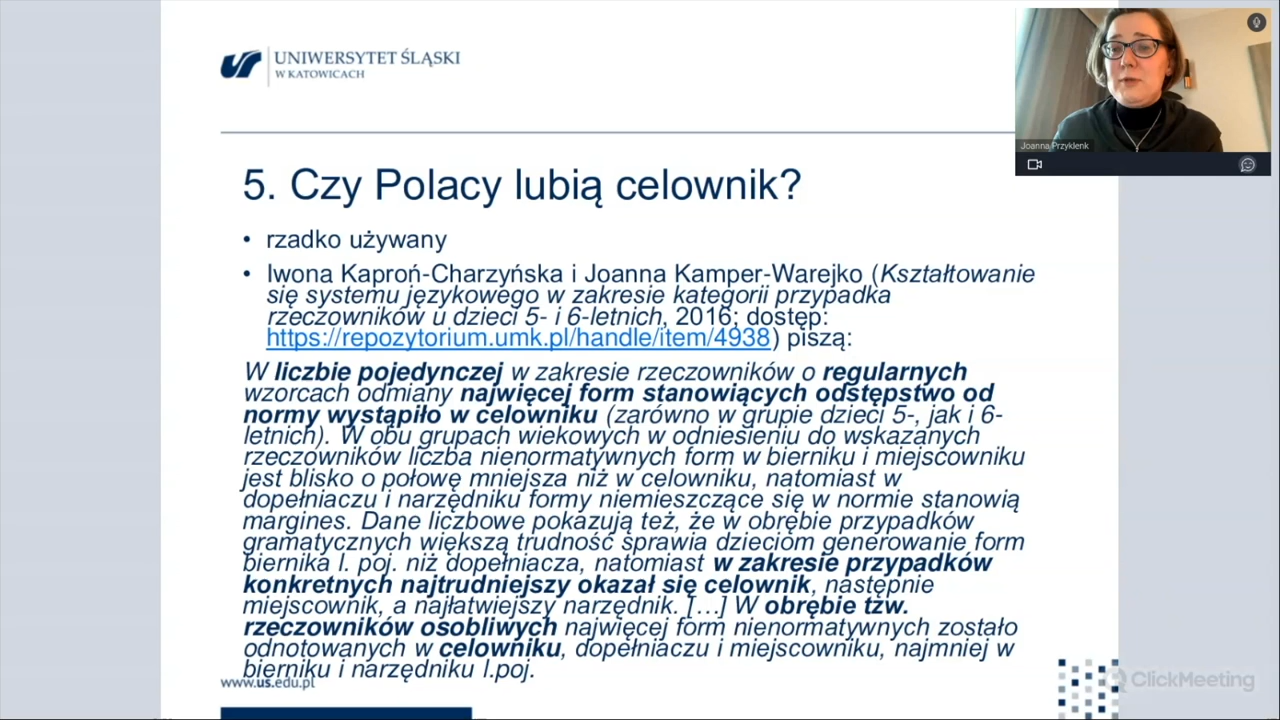 UNIWERSYTET ŚLĄSKI
W KATOWICACH
Joanna Przyklenk
5. Czy Polacy lubią celownik?
• rzadko używany
• Iwona Kaproń-Charzyńska i Joanna Kamper-Warejko (Kształtowanie
się systemu językowego w zakresie kategorii przypadka
rzeczowników u dzieci 5- i 6-letnich, 2016; dostęp:
https://repozytorium.umk.pl/handle/item/4938) piszą:
W liczbie pojedynczej w zakresie rzeczowników o regularnych
wzorcach odmiany najwięcej form stanowiących odstępstwo od
normy wystąpiło w celowniku (zarówno w grupie dzieci 5-, jak i 6-
letnich). W obu grupach wiekowych w odniesieniu do wskazanych
rzeczowników liczba nienormatywnych form w bierniku i miejscowniku
jest blisko o połowę mniejsza niż w celowniku, natomiast w
dopełniaczu i narzędniku formy niemieszczące się w normie stanowią
margines. Dane liczbowe pokazują też, że w obrębie przypadków
gramatycznych większą trudność sprawia dzieciom generowanie form
biernika l. poj. niż dopełniacza, natomiast w zakresie przypadków
konkretnych najtrudniejszy okazał się celownik, następnie
miejscownik, a najłatwiejszy narzędnik. […] W obrębie tzw.
rzeczowników osobliwych najwięcej form nienormatywnych zostało
odnotowanych w celowniku, dopełniaczu i miejscowniku, najmniej w
bierniku i narzędniku l.poj.
www.us.edu.pl
ClickMeeting